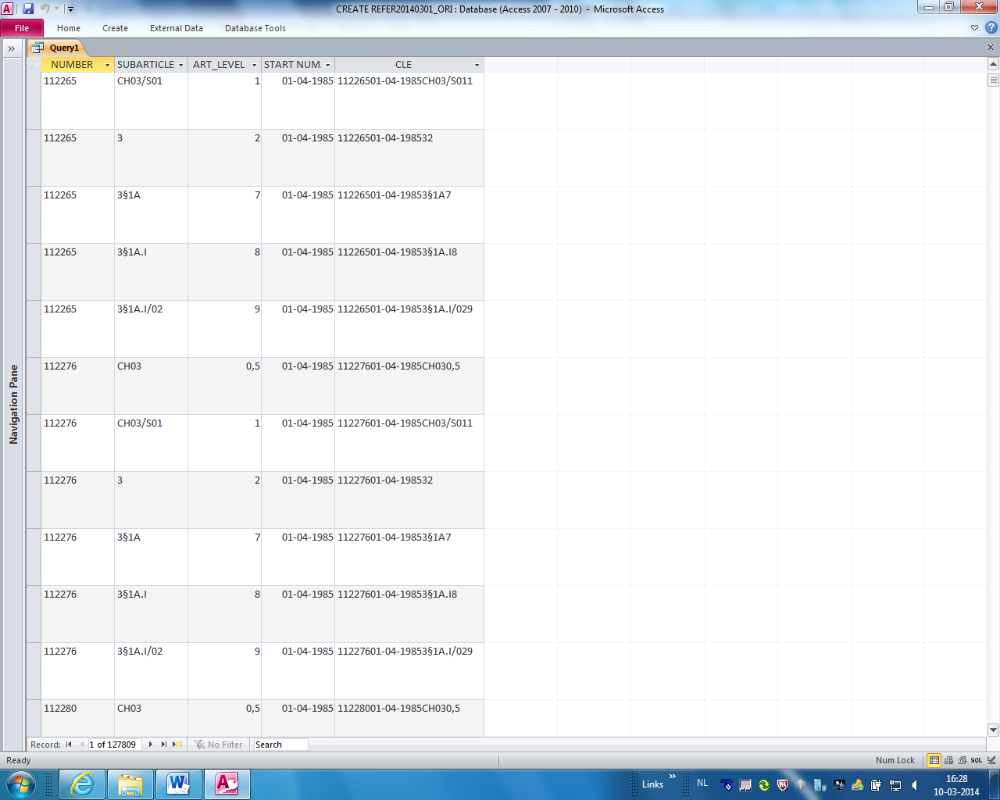 CREATE REFER20140301_ORI : Database (Access 2007 - 2010) - Microsoft Access
File Home Create External Data Database Tools
Query1
NUMBER SUBARTICLE ART_LEVEL START NUM. CLE
112265 CH03/S01 1 01-04-1985 11226501-04-1985CH03/S011
112265 3 2 01-04-1985 11226501-04-198532
112265 3§1A 7 01-04-1985 11226501-04-19853§1A7
112265 3§1A.I 8 01-04-1985 11226501-04-19853§1A.I8
112265 3§1A.I/02 9 01-04-1985 11226501-04-19853§1A.I/029
112276 CH03 0,5 01-04-1985 11227601-04-1985CH030,5
112276 CH03/S01 1 01-04-1985 11227601-04-1985CH03/S011
112276 3 2 01-04-1985 11227601-04-198532
112276 3§1A 7 01-04-1985 11227601-04-19853§1A7
112276 3§1A.I 8 01-04-1985 11227601-04-19853§1A.I8
112276 3§1A.I/02 9 01-04-1985 11227601-04-19853§1A.I/029
112280 CH03 0,5 01-04-1985 11228001-04-1985CH030,5
Navigation Pane
Record: 1 of 127809 No Filter Search
Ready Num Lock SQL
Links » NL 16:28
10-03-2014